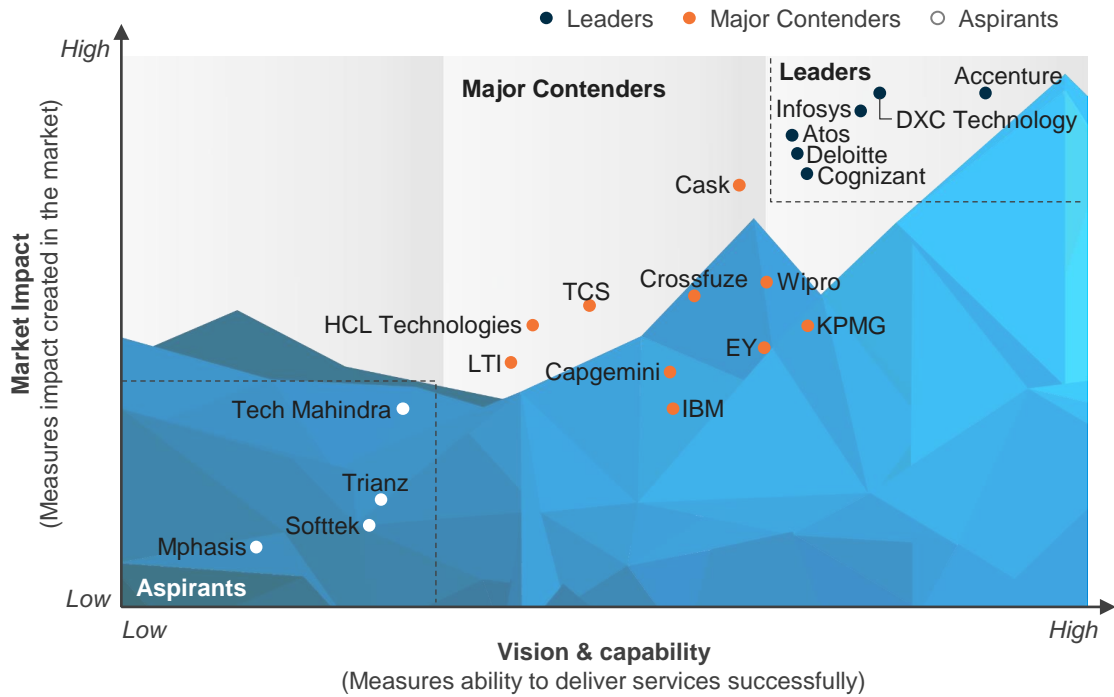 Leaders
Major Contenders
Aspirants
High
Major Contenders
Leaders
Accenture
Infosys
DXC Technology
Atos
Deloitte
Cognizant
Cask
Crossfuze
Wipro
TCS
HCL Technologies
KPMG
EY
LTI
Capgemini
IBM
Tech Mahindra
Trianz
Softtek
Mphasis
Aspirants
Market Impact
(Measures impact created in the market)
Low
Low
High
Vision & capability
(Measures ability to deliver services successfully)